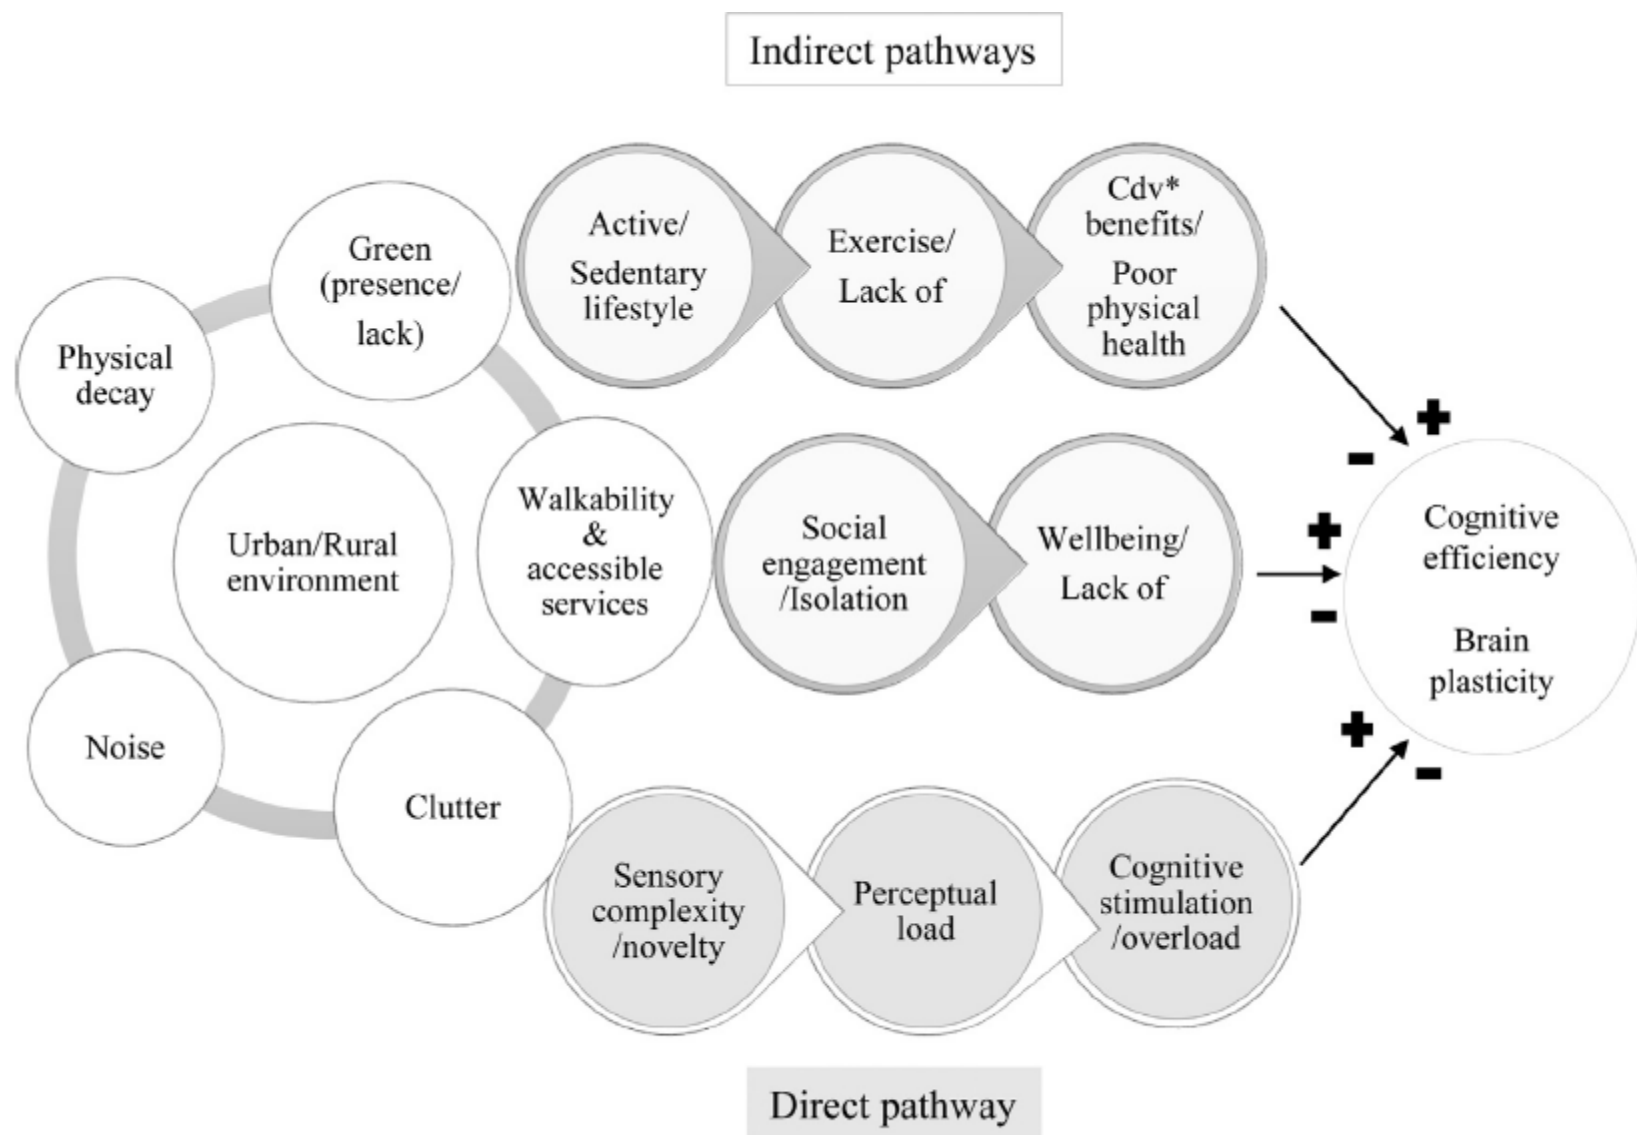 Indirect pathways
Green
(presence/
lack)
Physical
decay
Urban/Rural
environment
Walkability
&
accessible
services
Noise
Clutter
Active/
Sedentary
lifestyle
Exercise/
Lack of
Cdv*
benefits/
Poor
physical
health
Social
engagement
/Isolation
Wellbeing/
Lack of
Sensory
complexity
/novelty
Perceptual
load
Cognitive
stimulation
/overload
+
-
+
-
+
-
Cognitive
efficiency
Brain
plasticity
Direct pathway